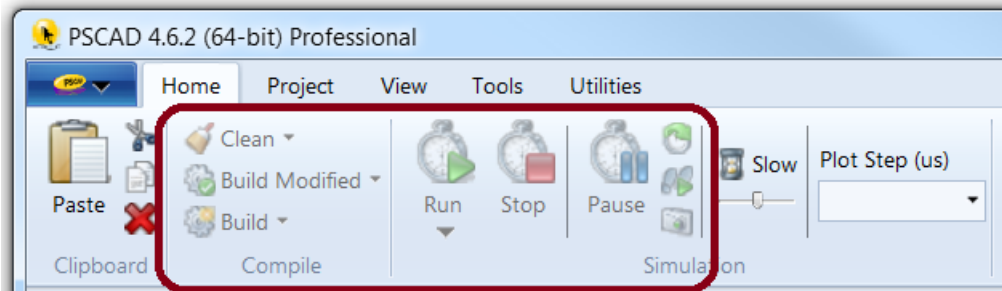 PSCAD 4.6.2 (64-bit) Professional
PSCAD
Home Project View Tools Utilities
Clean
Build Modified
Build
Paste
Run Stop Pause
Slow
Plot Step (us)
Clipboard Compile Simulation